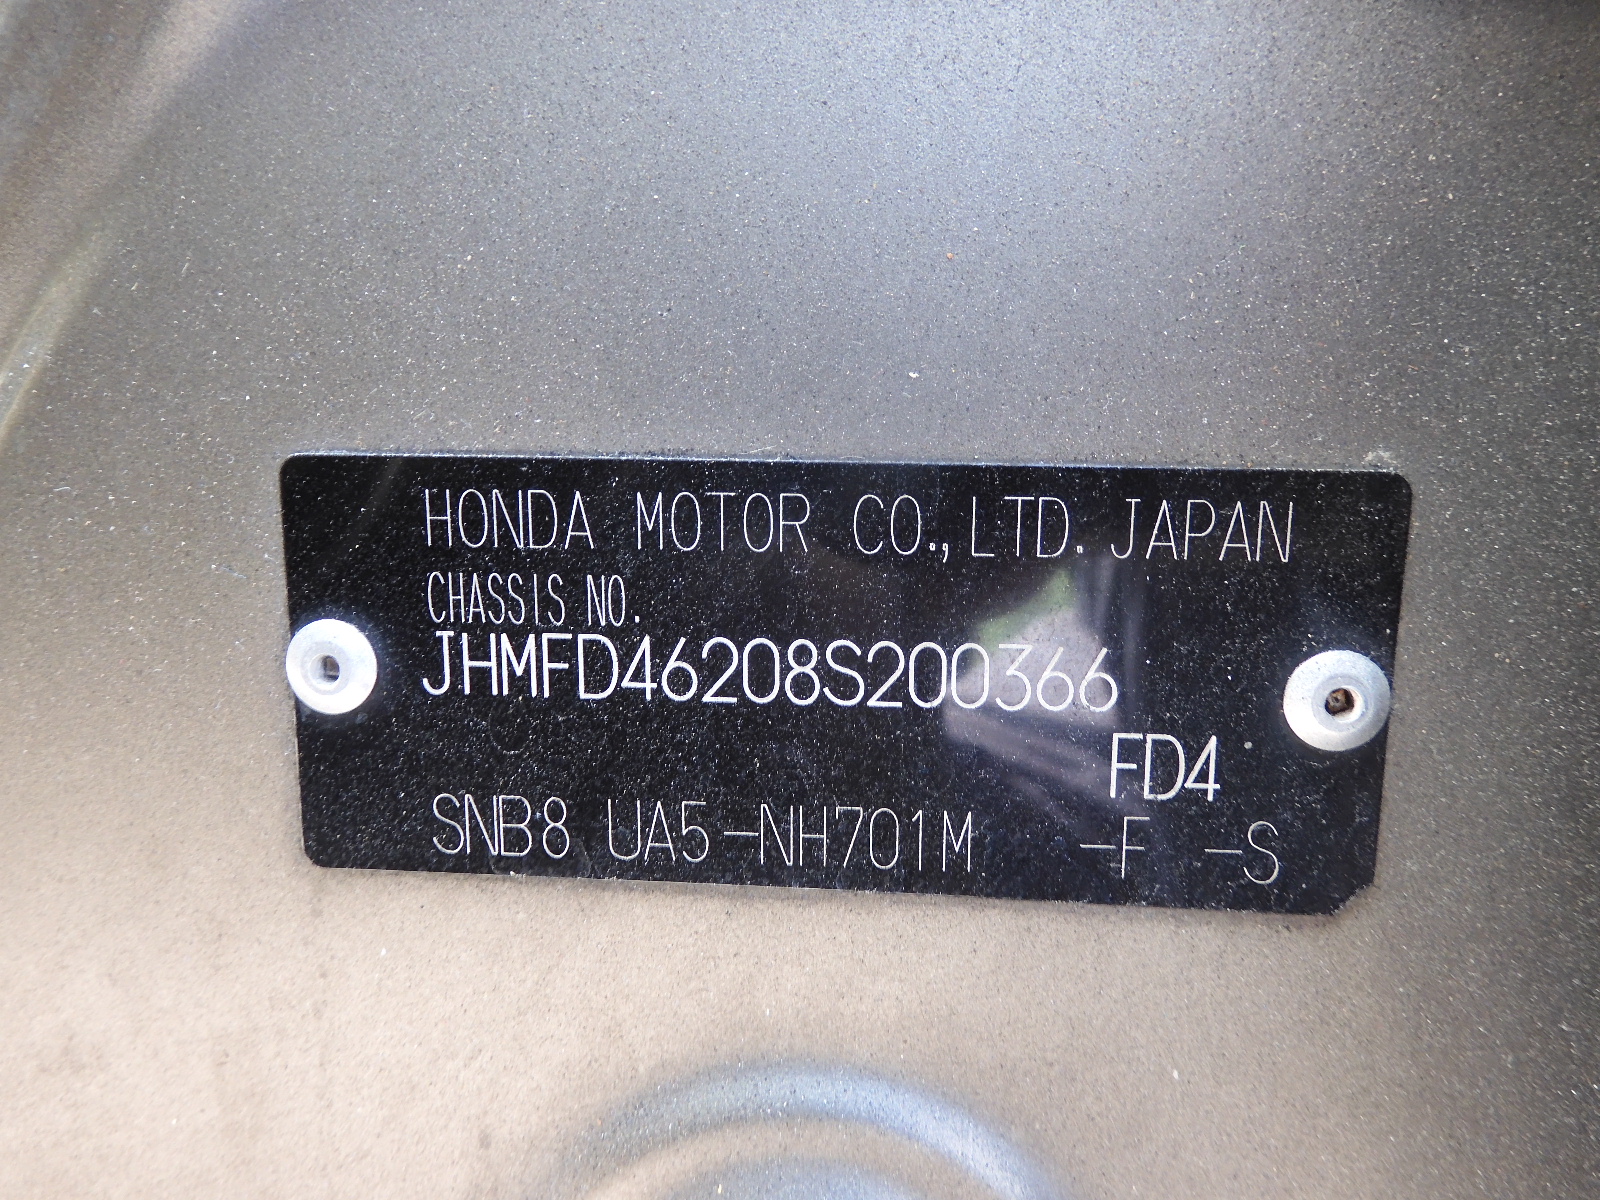 HONDA MOTOR CO., LTD. JAPAN
CHASSIS NO.
JHMFD46208S200366
FD4
SNB8 UA5-NH701M -F -S